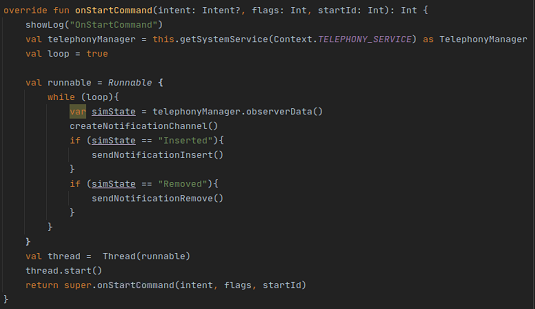 override fun onStartCommand(intent: Intent?, flags: Int, startId: Int): Int {
    showLog("OnStartCommand")
    val telephonyManager = this.getSystemService(Context.TELEPHONY_SERVICE) as TelephonyManager
    val loop = true

    val runnable = Runnable {
        while (loop){
            var simState = telephonyManager.observerData()
            createNotificationChannel()
            if (simState == "Inserted"){
                sendNotificationInsert()
            }
            if (simState == "Removed"){
                sendNotificationRemove()
            }
        }
    }
    val thread =  Thread(runnable)
    thread.start()
    return super.onStartCommand(intent, flags, startId)
}